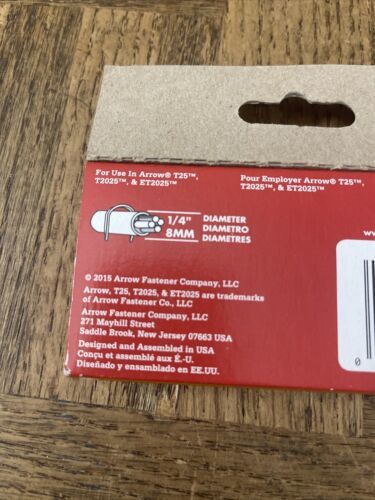 For Use In Arrow® T25™,
T2025™, & ET2025™
Pour Employer Arrow® T25™,
T2025™, & ET2025™
1/4"
8MM
DIAMETER
DIAMETRO
DIAMETRES
© 2015 Arrow Fastener Company, LLC
Arrow, T25, T2025, & ET2025 are trademarks
of Arrow Fastener Co., LLC
Arrow Fastener Company, LLC
271 Mayhill Street
Saddle Brook, New Jersey 07663 USA
Designed and Assembled in USA
Conçu et assemblé aux É.-U.
Diseñado y ensamblado en EE.UU.
0